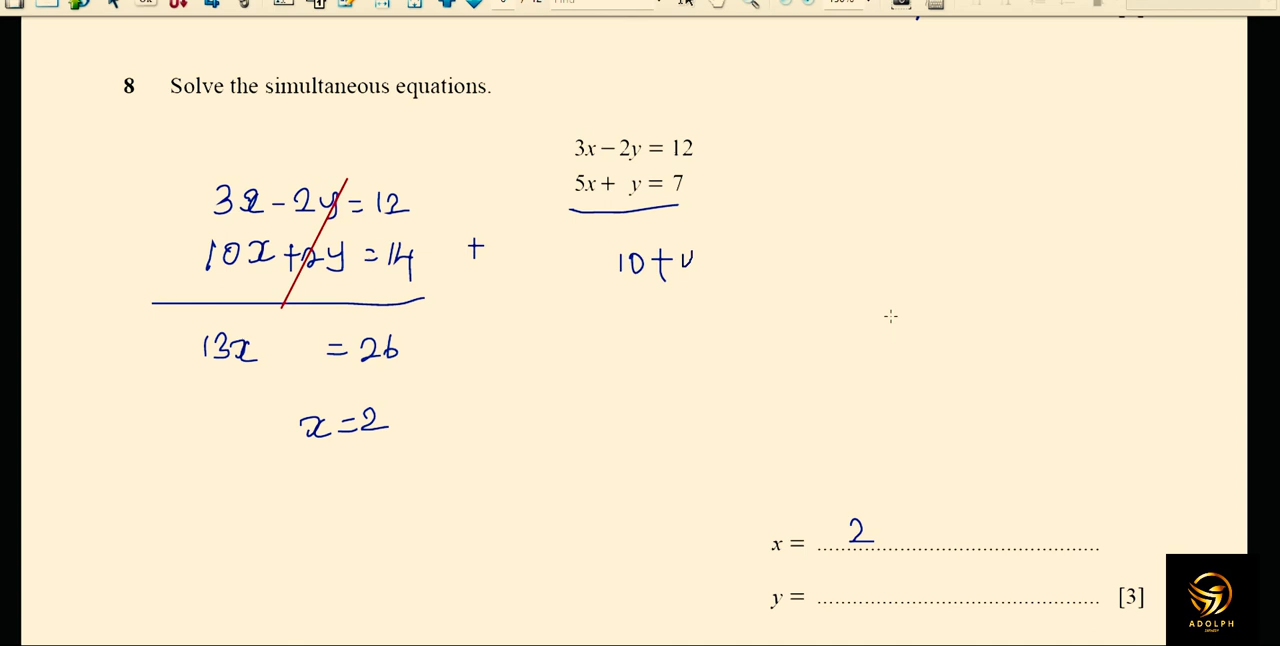 8 Solve the simultaneous equations.
3x − 2y = 12
5x + y = 7
3x - 2y = 12
10x + 2y = 14 +
13x = 26
x = 2
10 + y
x = 2
y = [3]
ADOLPH